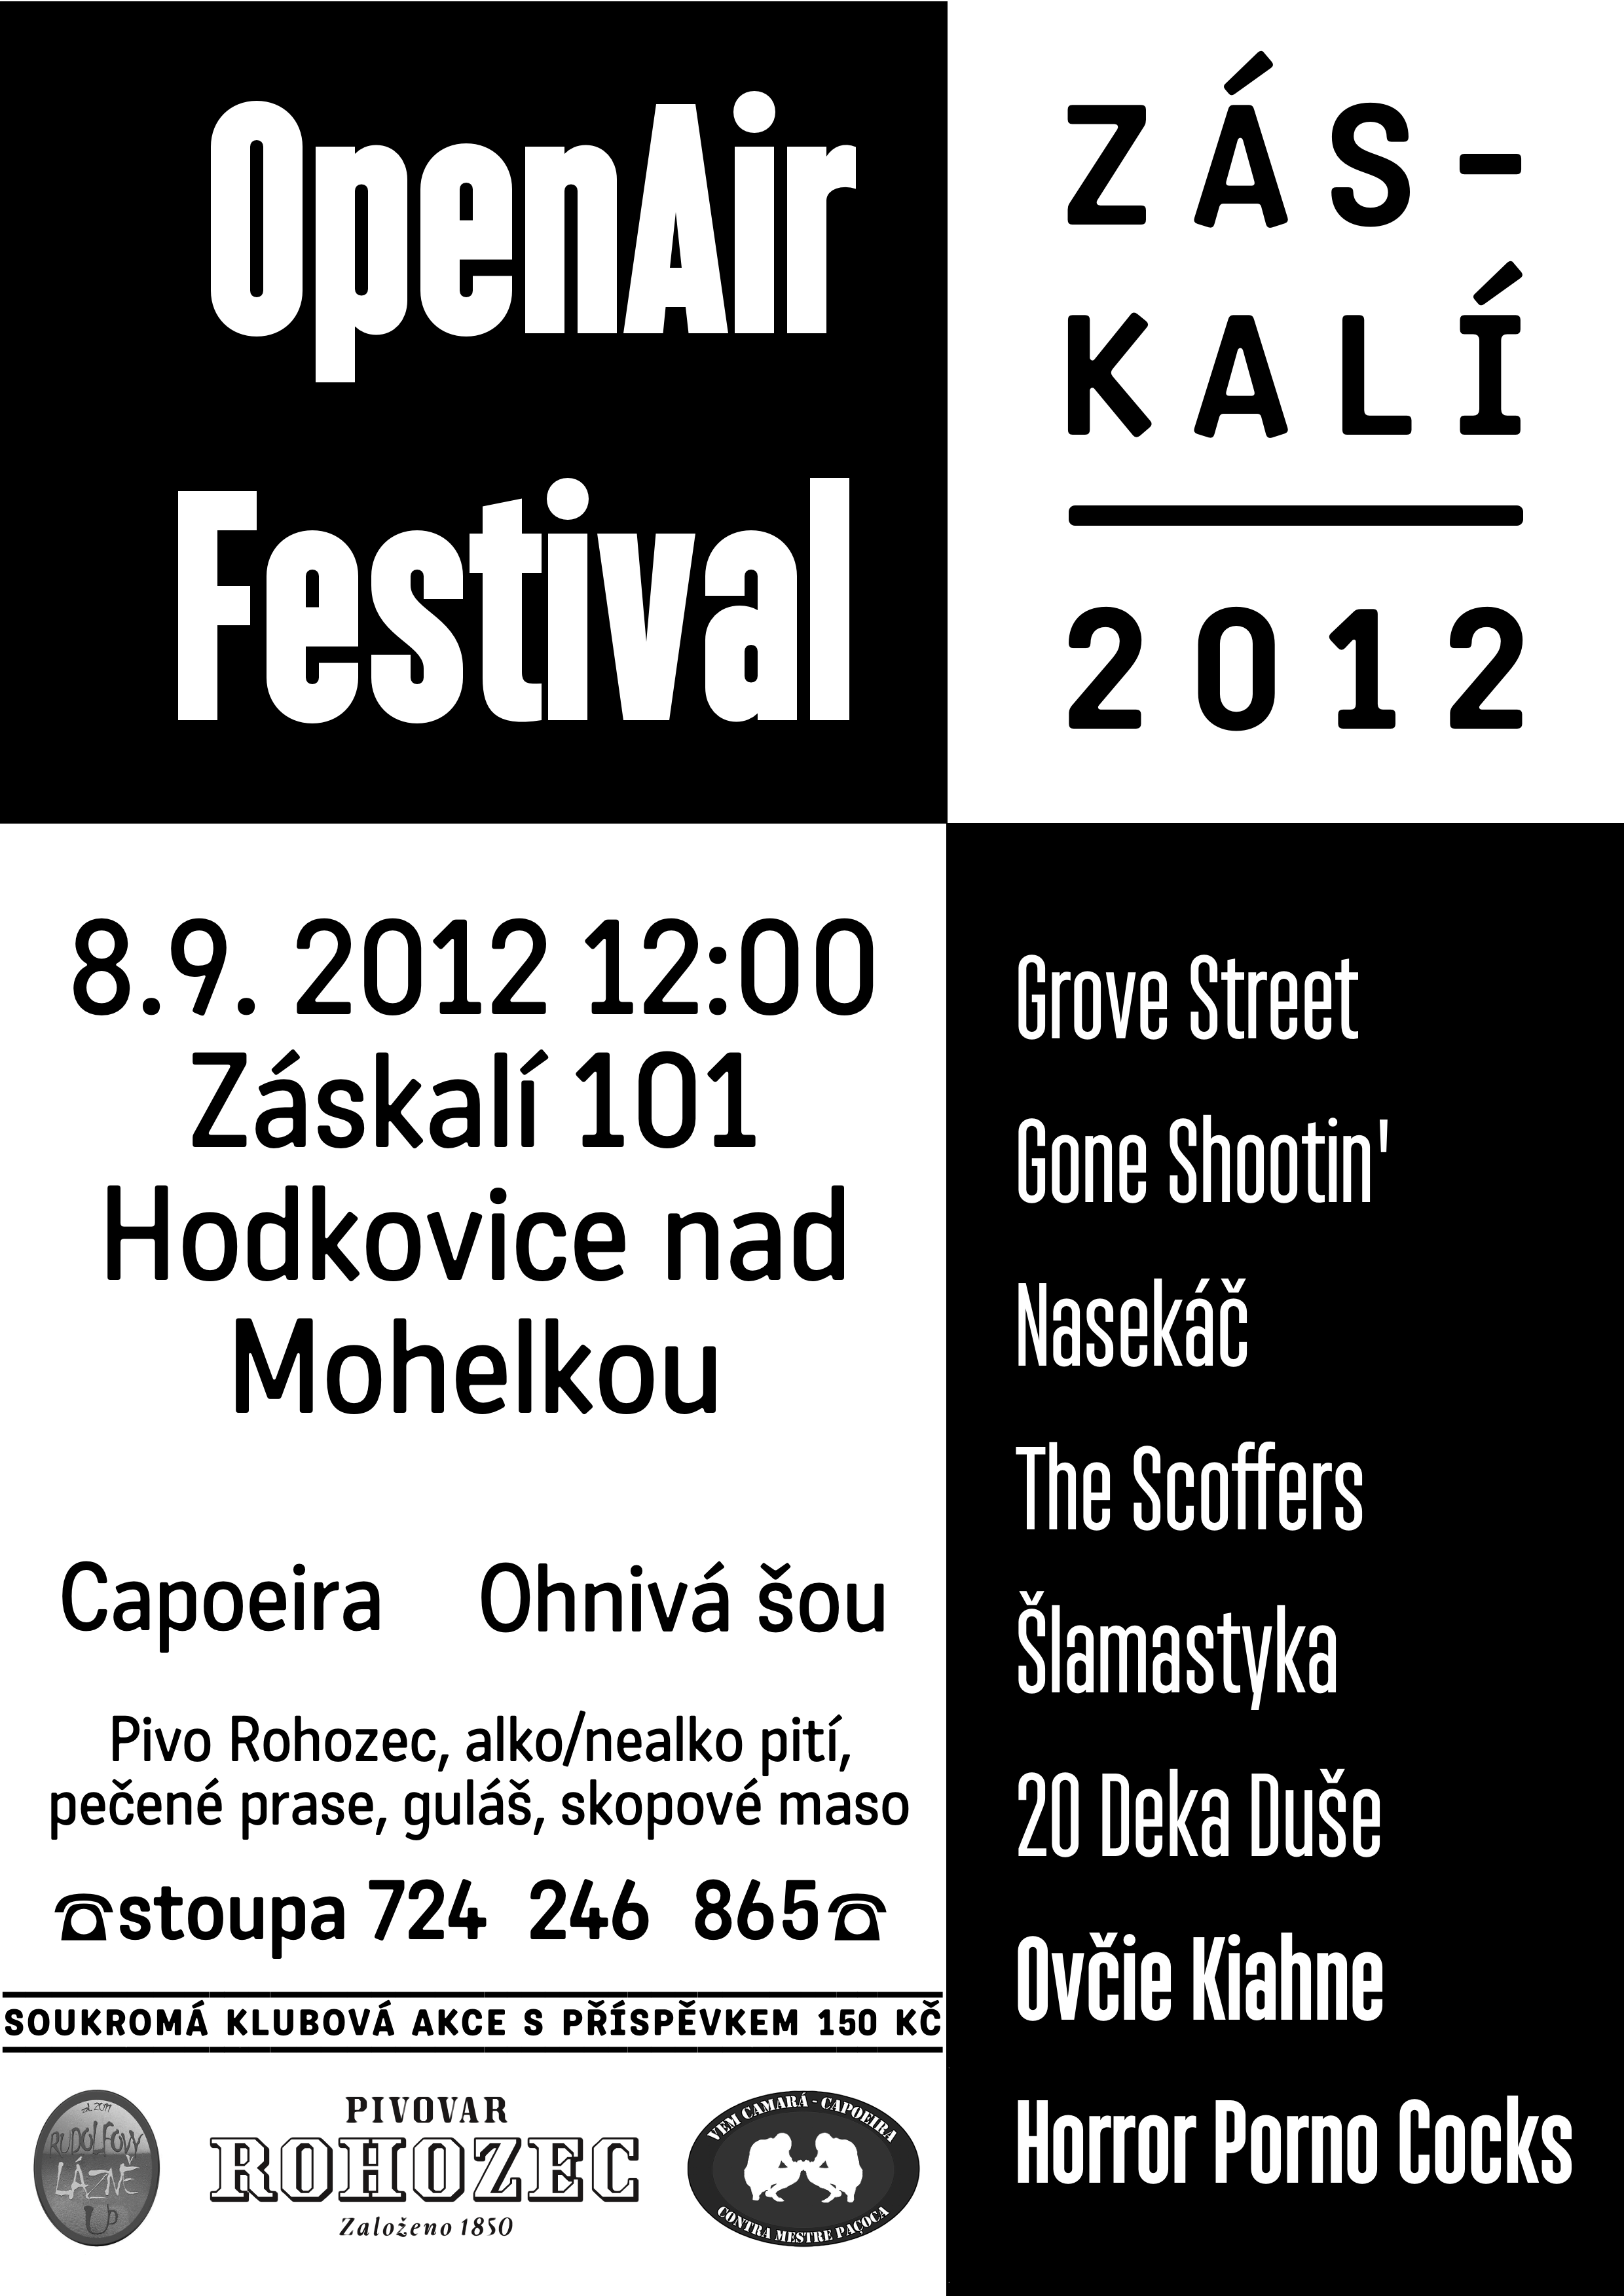 OpenAir
Festival
ZÁS-
KALÍ
2012
8.9. 2012 12:00
Záskalí 101
Hodkovice nad
Mohelkou
Capoeira Ohnivá šou
Pivo Rohozec, alko/nealko pití,
pečené prase, guláš, skopové maso
☎stoupa 724 246 865☎
SOUKROMÁ KLUBOVÁ AKCE S PŘÍSPĚVKEM 150 KČ
Grove Street
Gone Shootin'
Nasekáč
The Scoffers
Šlamastyka
20 Deka Duše
Ovčie Kiahne
Horror Porno Cocks
RUDOLFOVY
LÁZNĚ
PIVOVAR
ROHOZEC
Založeno 1850
VEM CAMARÁ - CAPOEIRA
CONTRA MESTRE PAÇOCA